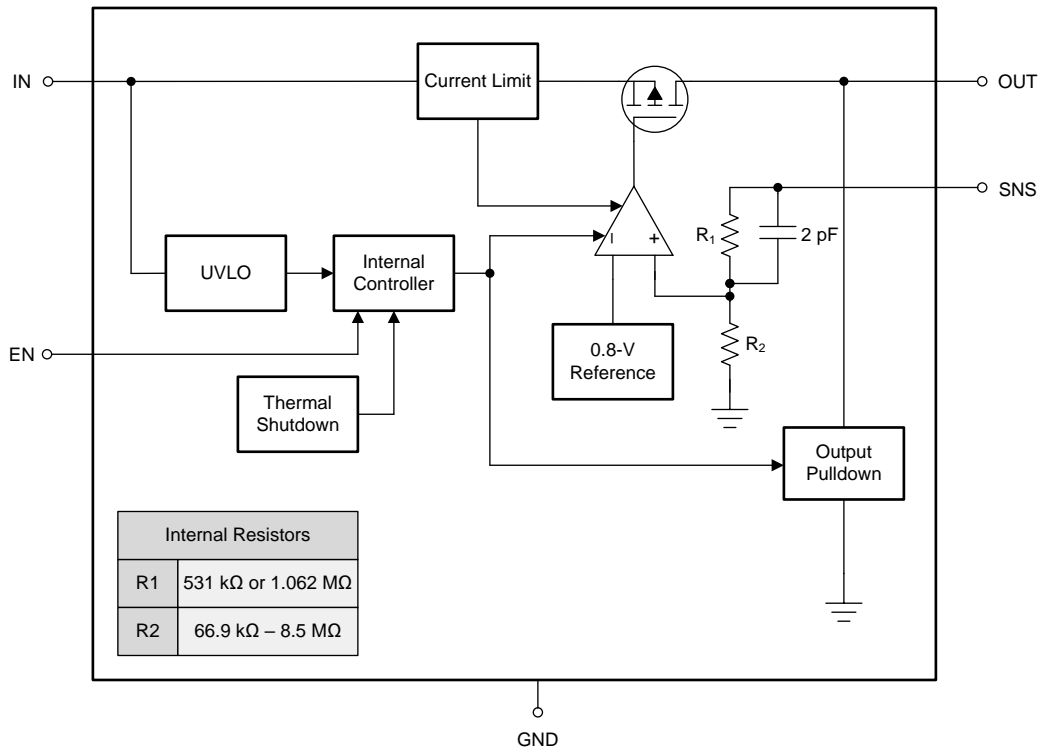 IN
Current Limit
OUT
SNS
R1
2 pF
UVLO
Internal
Controller
EN
0.8-V
Reference
R2
Thermal
Shutdown
Output
Pulldown
Internal Resistors
R1 531 kΩ or 1.062 MΩ
R2 66.9 kΩ – 8.5 MΩ
GND